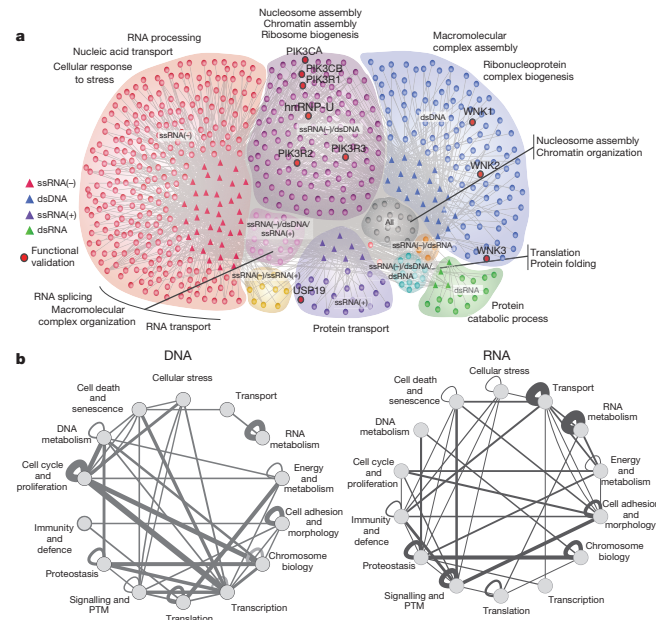 a
RNA processing
Nucleic acid transport
Cellular response
to stress
Nucleosome assembly
Chromatin assembly
Ribosome biogenesis
Macromolecular
complex assembly
Ribonucleoprotein
complex biogenesis
PIK3CA
PIK3CB
PIK3R1
hnRNP-U
ssRNA(–)
ssRNA(–)/dsDNA
PIK3R2
PIK3R3
dsDNA
WNK1
WNK2
WNK3
Nucleosome assembly
Chromatin organization
ssRNA(–)
dsDNA
ssRNA(+)
dsRNA
Functional
validation
ssRNA(–)/dsDNA/
ssRNA(+)
All
ssRNA(–)/dsRNA
ssRNA(–)/dsDNA/
dsRNA
Translation
Protein folding
ssRNA(–)/ssRNA(+)
USP19
ssRNA(+)
dsRNA
RNA splicing
Macromolecular
complex organization
RNA transport
Protein transport
Protein
catabolic process
b
DNA
Cellular stress
Cell death
and
senescence
Transport
DNA
metabolism
RNA
metabolism
Cell cycle
and
proliferation
Energy and
metabolism
Immunity
and
defence
Cell adhesion
and
morphology
Proteostasis
Chromosome
biology
Signalling and
PTM
Translation
Transcription
RNA
Cellular stress
Cell death
and
senescence
Transport
DNA
metabolism
RNA
metabolism
Cell cycle
and
proliferation
Energy
and
metabolism
Immunity
and
defence
Cell adhesion
and
morphology
Proteostasis
Chromosome
biology
Signalling and
PTM
Translation
Transcription